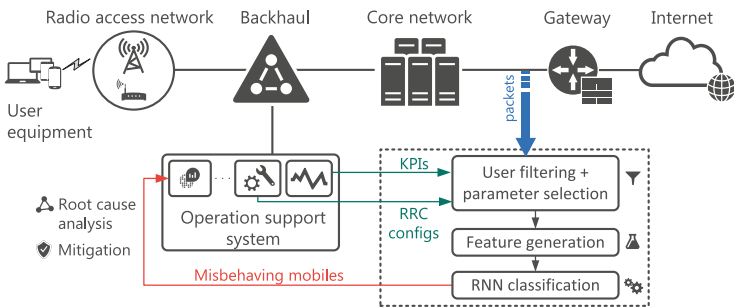 Radio access network
Backhaul
Core network
Gateway
Internet
User
equipment
packets
KPIs
User filtering +
parameter selection
Root cause
analysis
Operation support
system
RRC
configs
Mitigation
Feature generation
Misbehaving mobiles
RNN classification